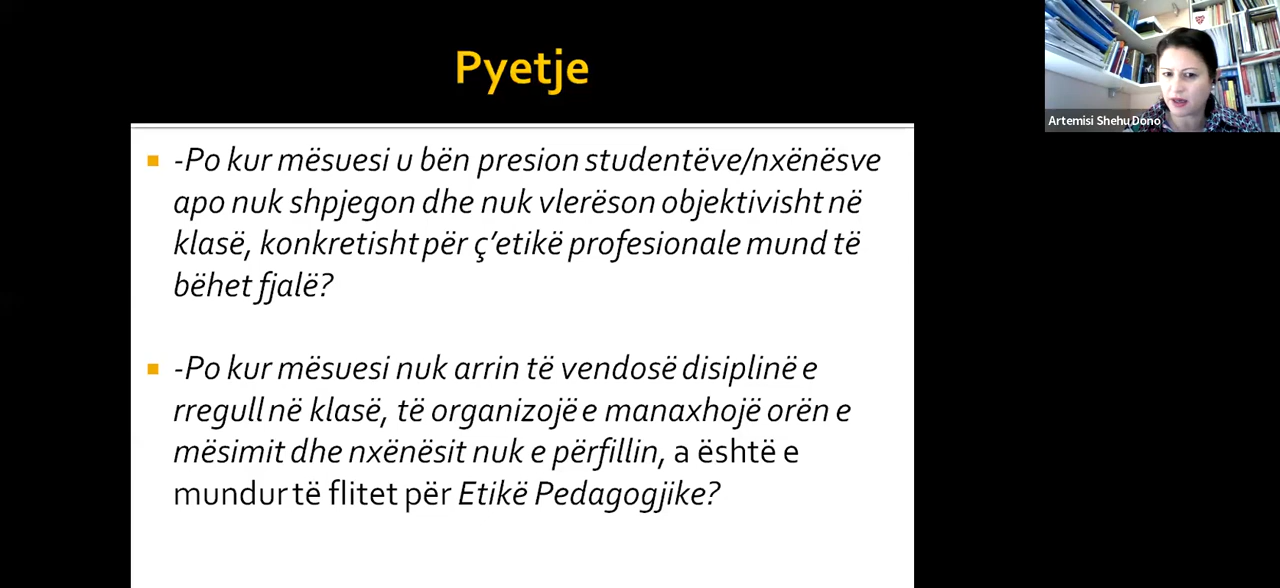 Pyetje
-Po kur mësuesi u bën presion studentëve/nxënësve
apo nuk shpjegon dhe nuk vlerëson objektivisht në
klasë, konkretisht për ç’etikë profesionale mund të
bëhet fjalë?
-Po kur mësuesi nuk arrin të vendosë disiplinë e
rregull në klasë, të organizojë e manaxhojë orën e
mësimit dhe nxënësit nuk e përfillin, a është e
mundur të flitet për Etikë Pedagogjike?
Artemisi Shehu Dono